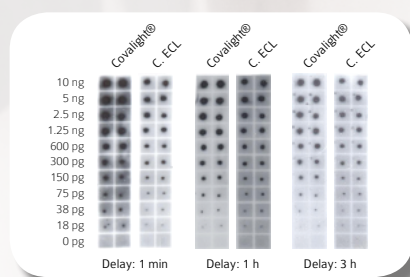 Covalight® C. ECL Covalight® C. ECL Covalight® C. ECL
10 ng
5 ng
2.5 ng
1.25 ng
600 pg
300 pg
150 pg
75 pg
38 pg
18 pg
0 pg
Delay: 1 min Delay: 1 h Delay: 3 h